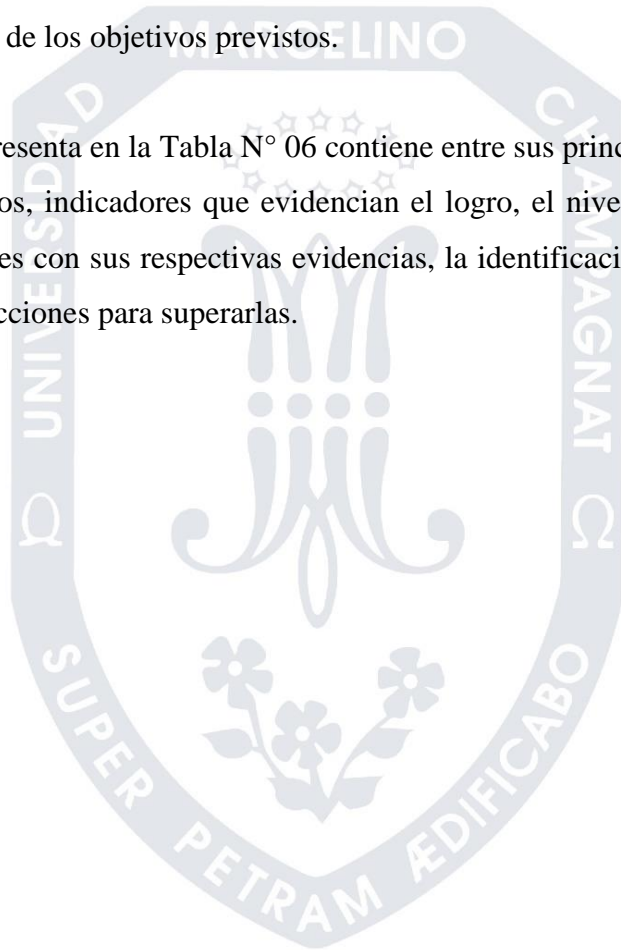 de los objetivos previstos.
resenta en la Tabla N° 06 contiene entre sus princ
os, indicadores que evidencian el logro, el nive
es con sus respectivas evidencias, la identificaci
cciones para superarlas.
UNIVERSIDAD MARCELINO CHAMPAGNAT
SUPER PETRAM ÆDIFICABO